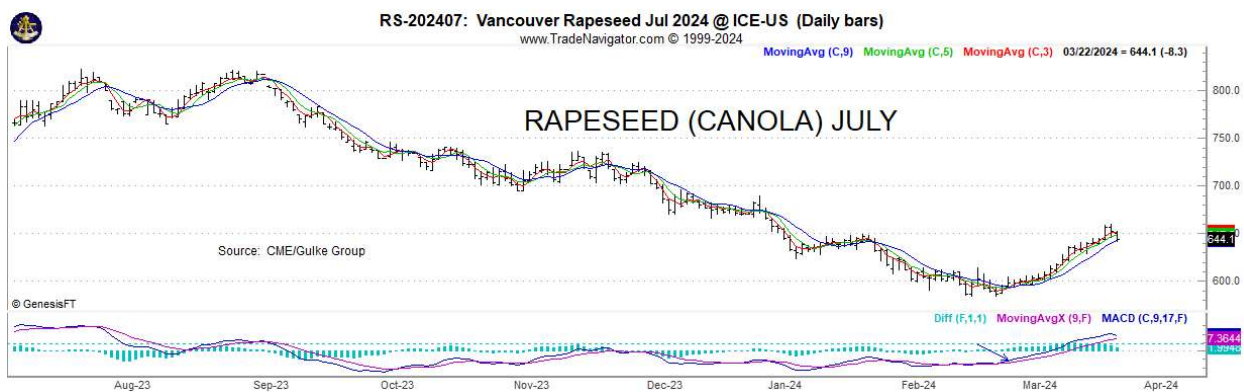 RS-202407: Vancouver Rapeseed Jul 2024 @ ICE-US (Daily bars)
www.TradeNavigator.com © 1999-2024
MovingAvg (C,9) MovingAvg (C,5) MovingAvg (C,3) 03/22/2024 = 644.1 (-8.3)
800.0
RAPESEED (CANOLA) JULY
750.0
700.0
644.1
Source: CME/Gulke Group
600.0
© GenesisFT
Diff (F,1,1) MovingAvgX (9,F) MACD (C,9,17,F)
7.3644
Aug-23 Sep-23 Oct-23 Nov-23 Dec-23 Jan-24 Feb-24 Mar-24 Apr-24